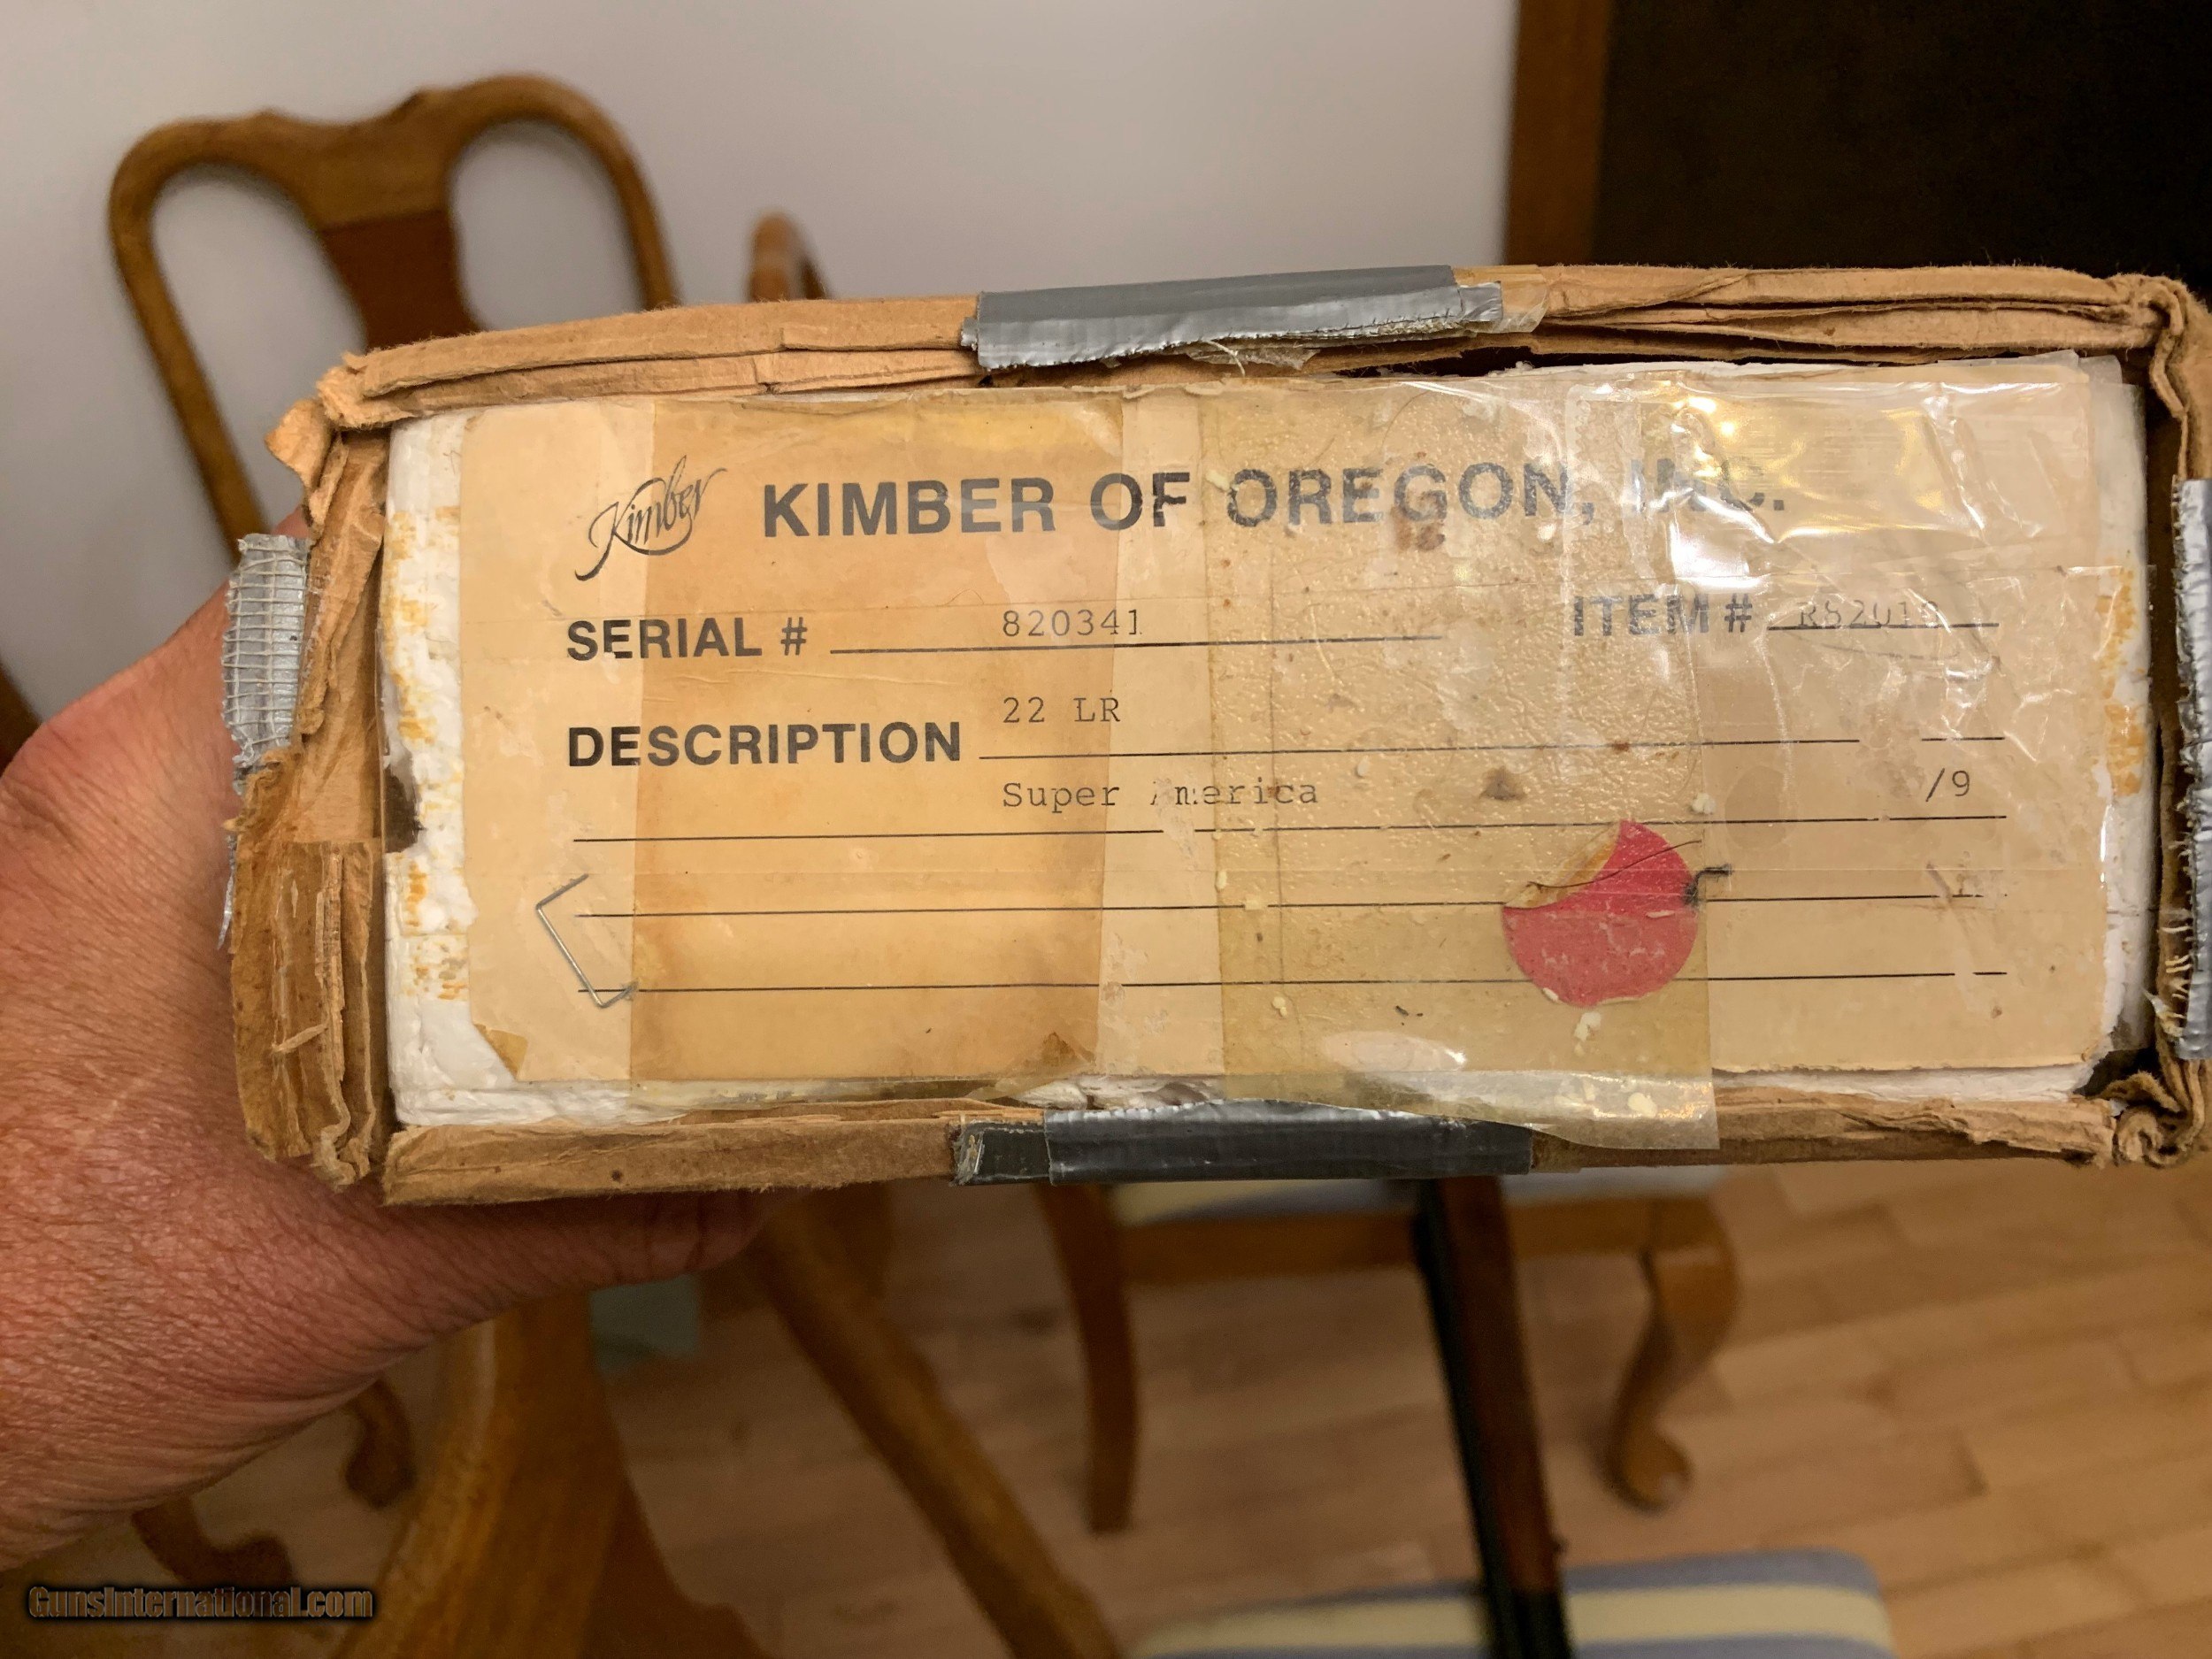 Kimber KIMBER OF OREGON, INC.
SERIAL # 820341 ITEM #
DESCRIPTION 22 LR
Super America /9
GunsInternational.com